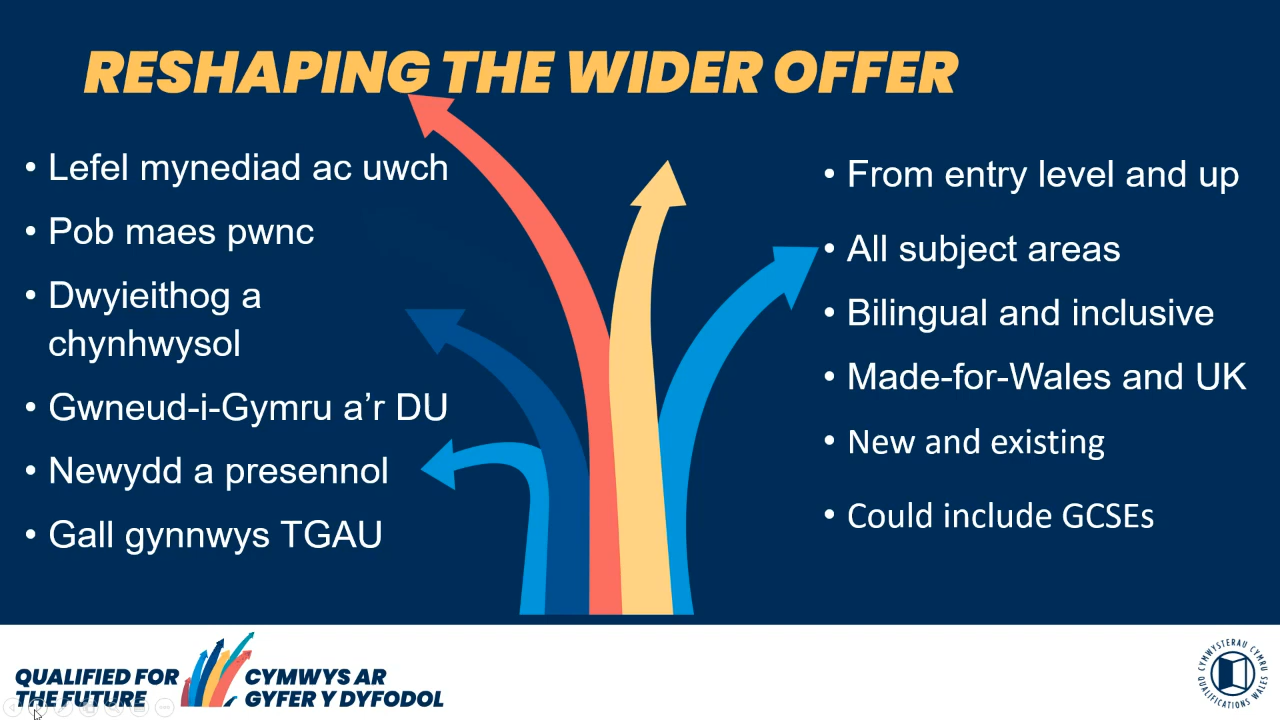 RESHAPING THE WIDER OFFER
• Lefel mynediad ac uwch
• Pob maes pwnc
• Dwyieithog a
chynhwysol
• Gwneud-i-Gymru a’r DU
• Newydd a presennol
• Gall gynnwys TGAU
• From entry level and up
• All subject areas
• Bilingual and inclusive
• Made-for-Wales and UK
• New and existing
• Could include GCSEs
QUALIFIED FOR
THE FUTURE
CYMWYS AR
GYFER Y DYFODOL
CYMWYSTERAU CYMRU
QUALIFICATIONS WALES